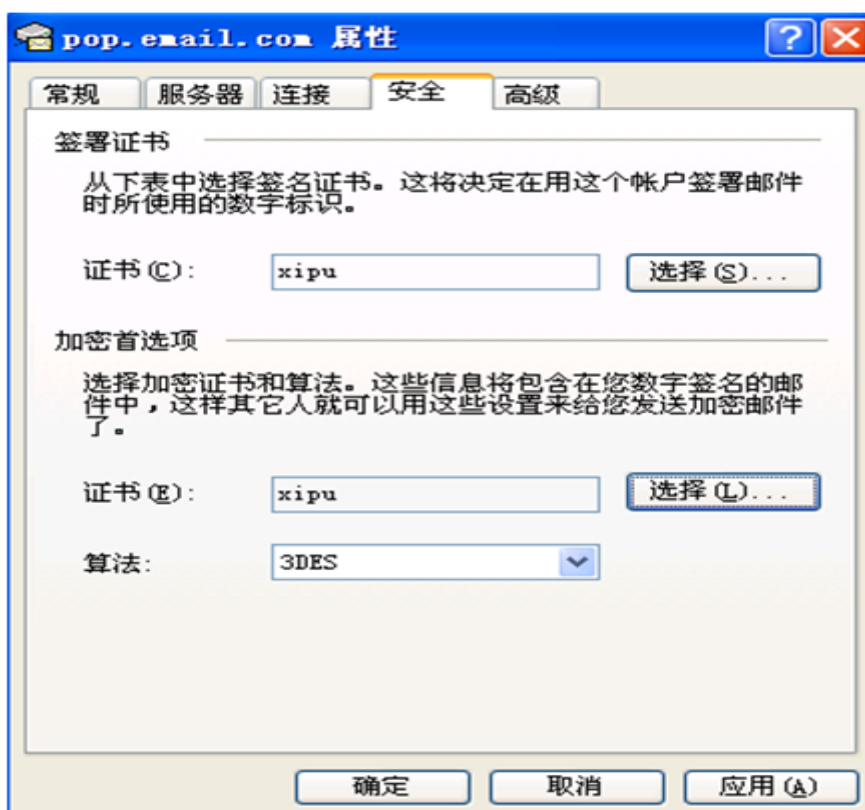 pop.email.com 属性
常规 服务器 连接 安全 高级
签署证书
从下表中选择签名证书。这将决定在用这个帐户签署邮件
时所使用的数字标识。
证书(C): xipu 选择(S)...
加密首选项
选择加密证书和算法。这些信息将包含在您数字签名的邮
件中，这样其它人就可以用这些设置来给您发送加密邮件
了。
证书(E): xipu 选择(L)...
算法: 3DES
确定 取消 应用(A)